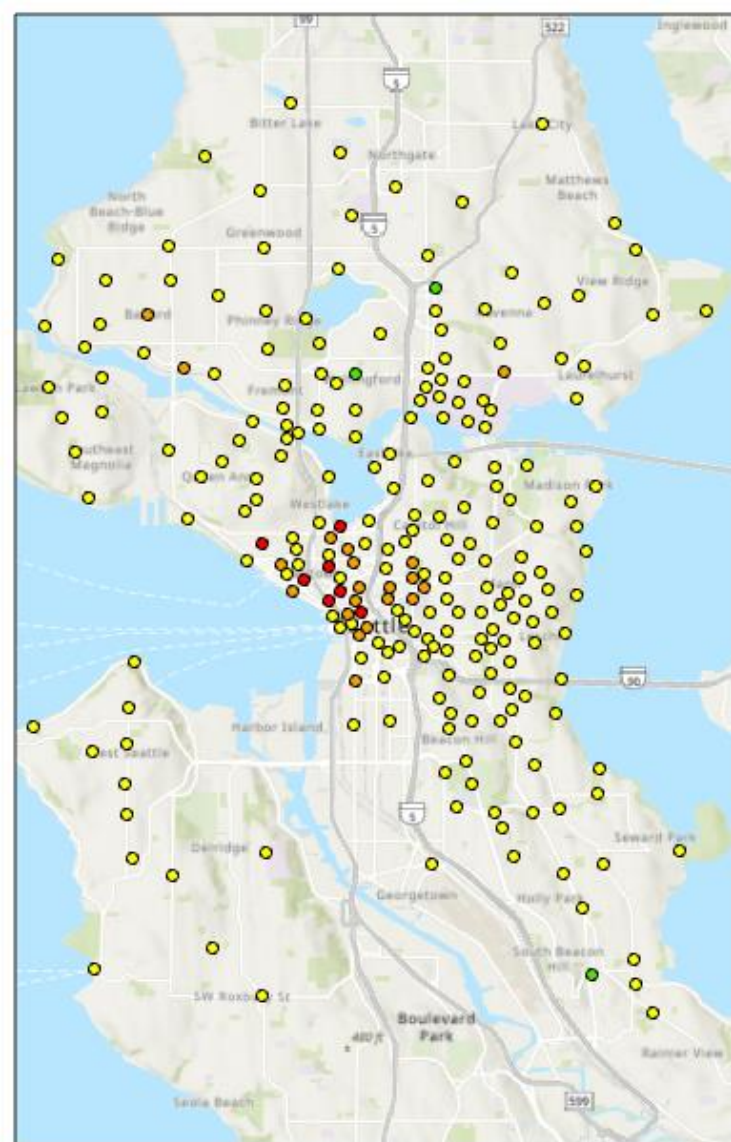 99
522
Inglewood
5
Bitter Lake
Lake City
Northgate
North
Beach-Blue
Ridge
Matthews
Beach
5
Greenwood
View Ridge
Phinney Ridge
Laurelhurst
Fremont
Southeast
Magnolia
Queen Ann
Westlake
Madison Park
Capitol Hill
Harbor Island
90
West Seattle
Beacon Hill
5
Delridge
Seward Park
Georgetown
Holly Park
South Beacon
Hill
SW Roxbury St
Boulevard
Park
480 ft
Rainier View
Seola Beach
599